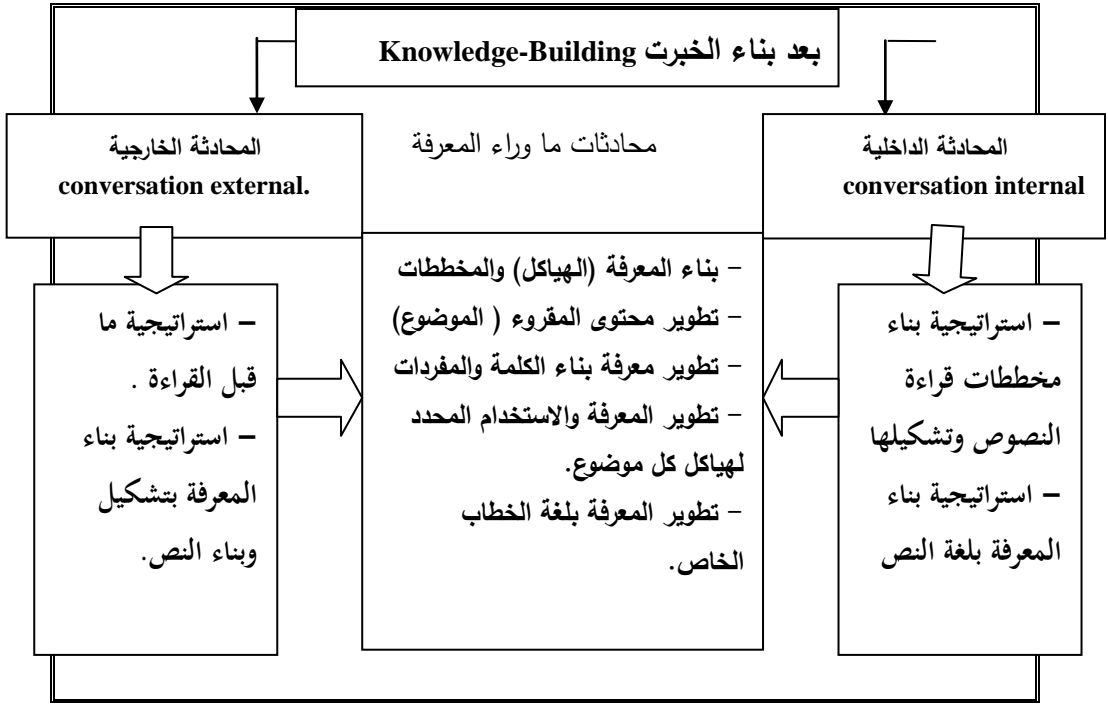 بعد بناء الخبرت Knowledge-Building
المحادثة الداخلية
conversation internal
محادثات ما وراء المعرفة
المحادثة الخارجية
conversation external.
– استراتيجية بناء
مخططات قراءة
النصوص وتشكيلها
– استراتيجية بناء
المعرفة بلغة النص
- بناء المعرفة (الهياكل) والمخططات
- تطوير محتوى المقروء ( الموضوع)
- تطوير معرفة بناء الكلمة والمفردات
- تطوير المعرفة والاستخدام المحدد
لهياكل كل موضوع.
- تطوير المعرفة بلغة الخطاب
الخاص.
– استراتيجية ما
قبل القراءة .
– استراتيجية بناء
المعرفة بتشكيل
وبناء النص.